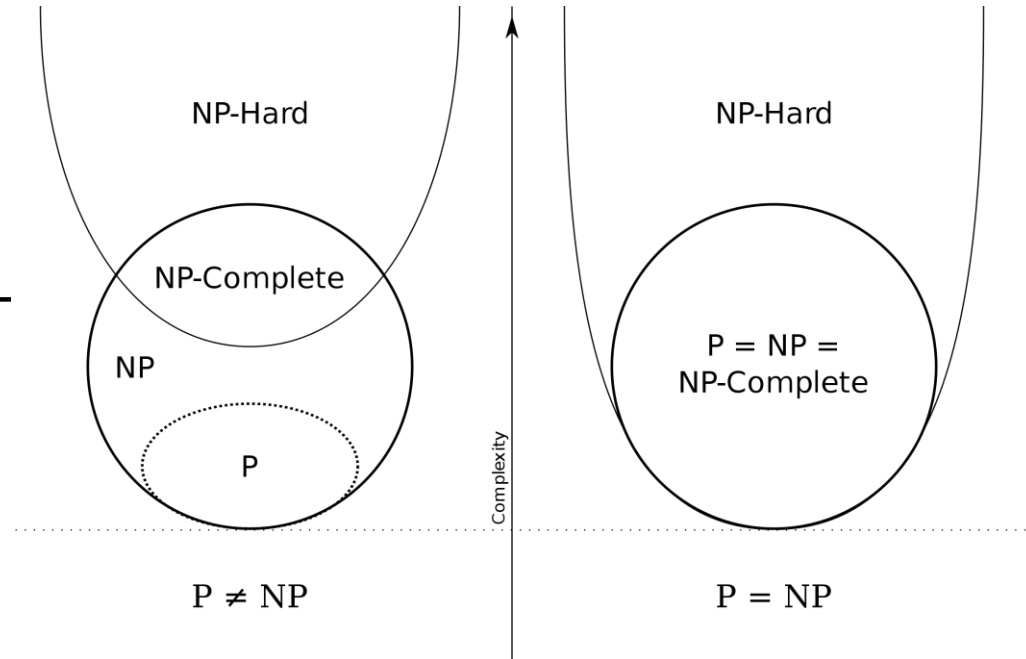 NP-Hard
NP-Complete
NP
P
P ≠ NP
Complexity
NP-Hard
P = NP =
NP-Complete
P = NP